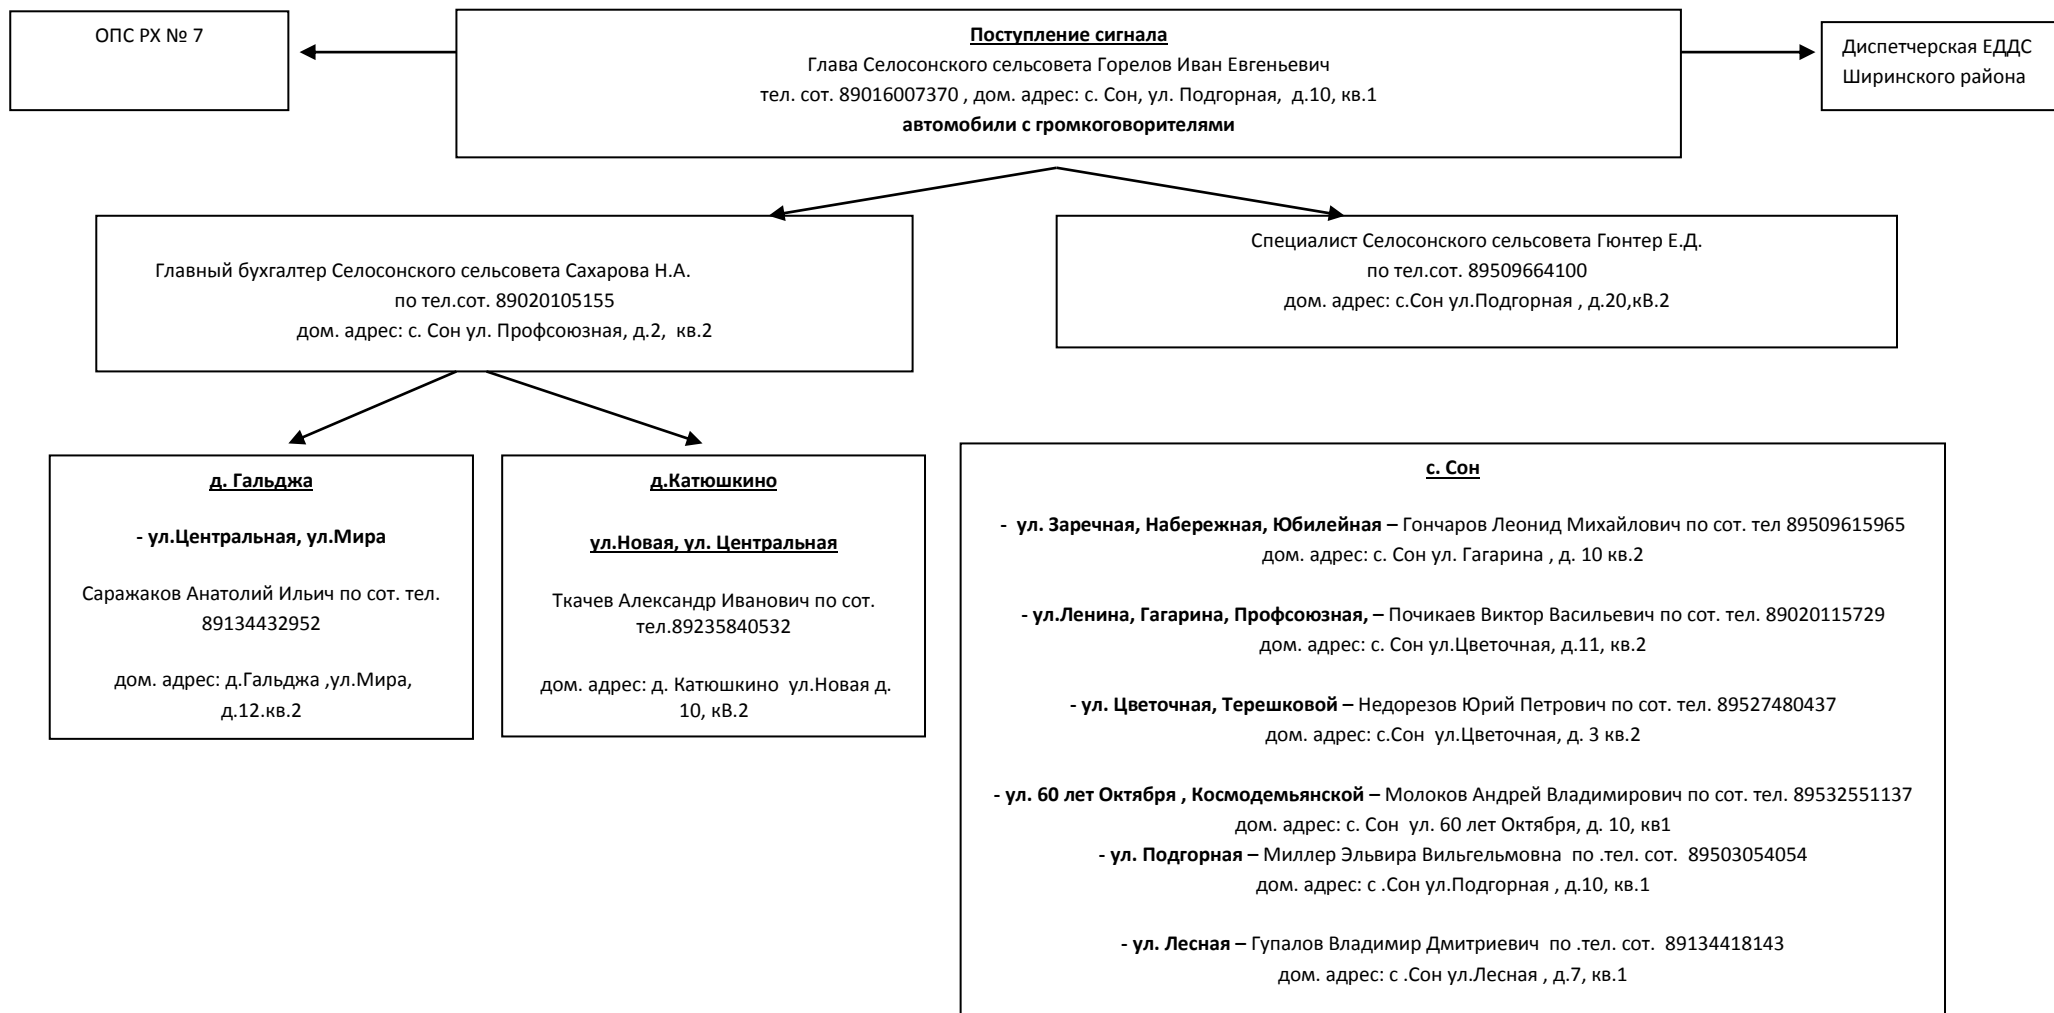 ОПС РХ № 7
Поступление сигнала
Глава Селосонского сельсовета Горелов Иван Евгеньевич
тел. сот. 89016007370 , дом. адрес: с. Сон, ул. Подгорная, д.10, кв.1
автомобили с громкоговорителями
Диспетчерская ЕДДС
Ширинского района
Главный бухгалтер Селосонского сельсовета Сахарова Н.А.
по тел.сот. 89020105155
дом. адрес: с. Сон ул. Профсоюзная, д.2, кв.2
Специалист Селосонского сельсовета Гюнтер Е.Д.
по тел.сот. 89509664100
дом. адрес: с.Сон ул.Подгорная , д.20,кВ.2
д. Гальджа
- ул.Центральная, ул.Мира
Саражаков Анатолий Ильич по сот. тел.
89134432952
дом. адрес: д.Гальджа ,ул.Мира,
д.12.кв.2
д.Катюшкино
ул.Новая, ул. Центральная
Ткачев Александр Иванович по сот.
тел.89235840532
дом. адрес: д. Катюшкино ул.Новая д.
10, кВ.2
с. Сон
- ул. Заречная, Набережная, Юбилейная – Гончаров Леонид Михайлович по сот. тел 89509615965
дом. адрес: с. Сон ул. Гагарина , д. 10 кв.2
- ул.Ленина, Гагарина, Профсоюзная, – Почикаев Виктор Васильевич по сот. тел. 89020115729
дом. адрес: с. Сон ул.Цветочная, д.11, кв.2
- ул. Цветочная, Терешковой – Недорезов Юрий Петрович по сот. тел. 89527480437
дом. адрес: с.Сон ул.Цветочная, д. 3 кв.2
- ул. 60 лет Октября , Космодемьянской – Молоков Андрей Владимирович по сот. тел. 89532551137
дом. адрес: с. Сон ул. 60 лет Октября, д. 10, кв1
- ул. Подгорная – Миллер Эльвира Вильгельмовна по .тел. сот. 89503054054
дом. адрес: с .Сон ул.Подгорная , д.10, кв.1
- ул. Лесная – Гупалов Владимир Дмитриевич по .тел. сот. 89134418143
дом. адрес: с .Сон ул.Лесная , д.7, кв.1